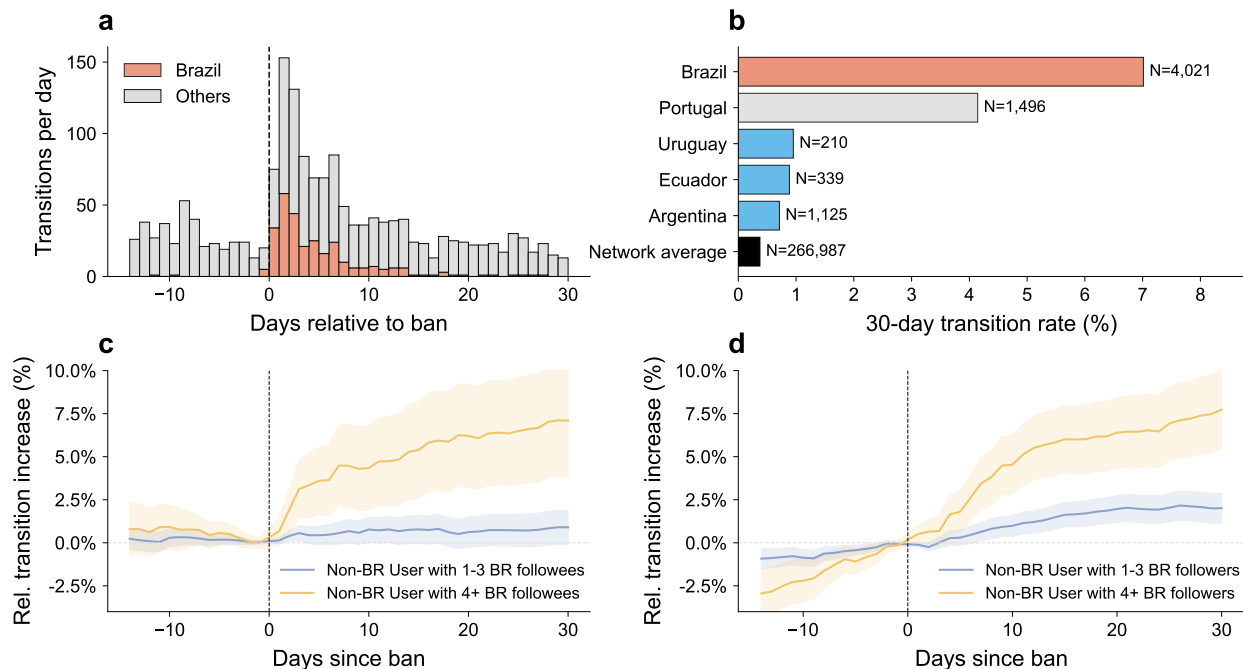 a
Transitions per day
150
100
50
0
Brazil
Others
−10
0
10
20
30
Days relative to ban
b
Brazil
N=4,021
Portugal
N=1,496
Uruguay
N=210
Ecuador
N=339
Argentina
N=1,125
Network average
N=266,987
0
1
2
3
4
5
6
7
8
30-day transition rate (%)
c
Rel. transition increase (%)
10.0%
7.5%
5.0%
2.5%
0.0%
-2.5%
Non-BR User with 1-3 BR followees
Non-BR User with 4+ BR followees
−10
0
10
20
30
Days since ban
d
Rel. transition increase (%)
10.0%
7.5%
5.0%
2.5%
0.0%
-2.5%
Non-BR User with 1-3 BR followers
Non-BR User with 4+ BR followers
−10
0
10
20
30
Days since ban